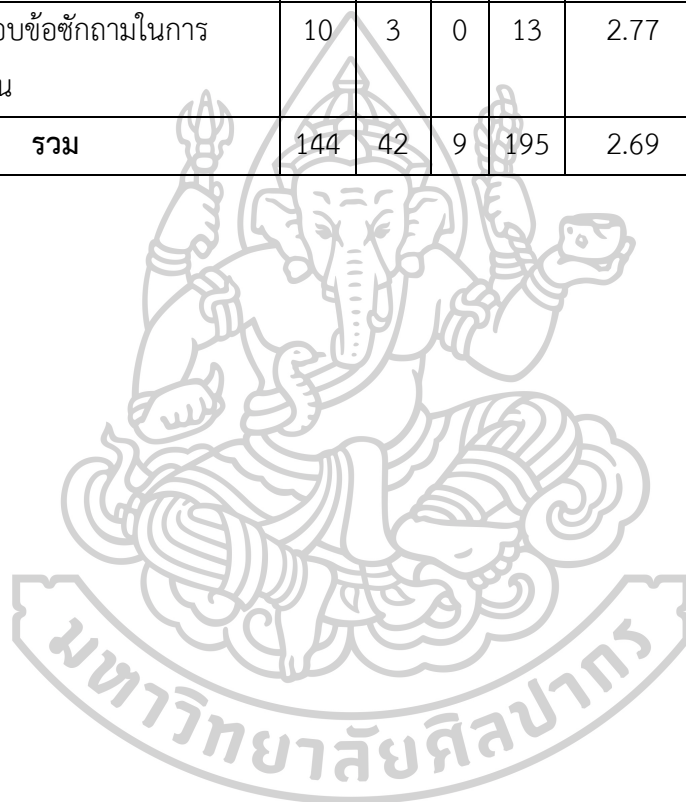 อบข้อซักถามในการ 10 3 0 13 2.77
น
รวม 144 42 9 195 2.69
มหาวิทยาลัยศิลปากร